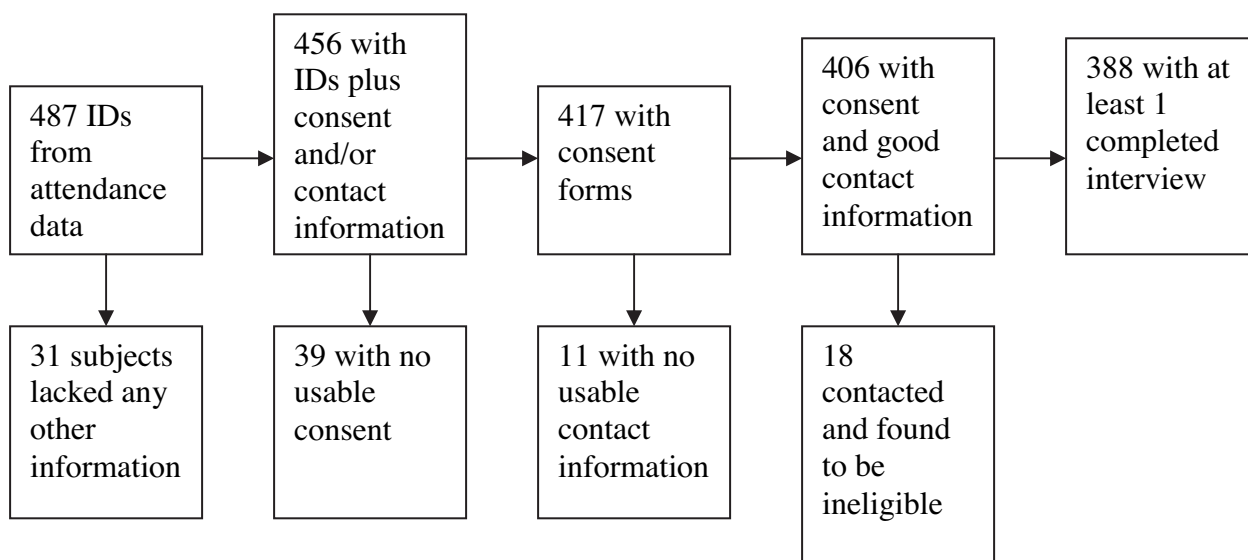 487 IDs
from
attendance
data
456 with
IDs plus
consent
and/or
contact
information
417 with
consent
forms
406 with
consent
and good
contact
information
388 with at
least 1
completed
interview
31 subjects
lacked any
other
information
39 with no
usable
consent
11 with no
usable
contact
information
18
contacted
and found
to be
ineligible